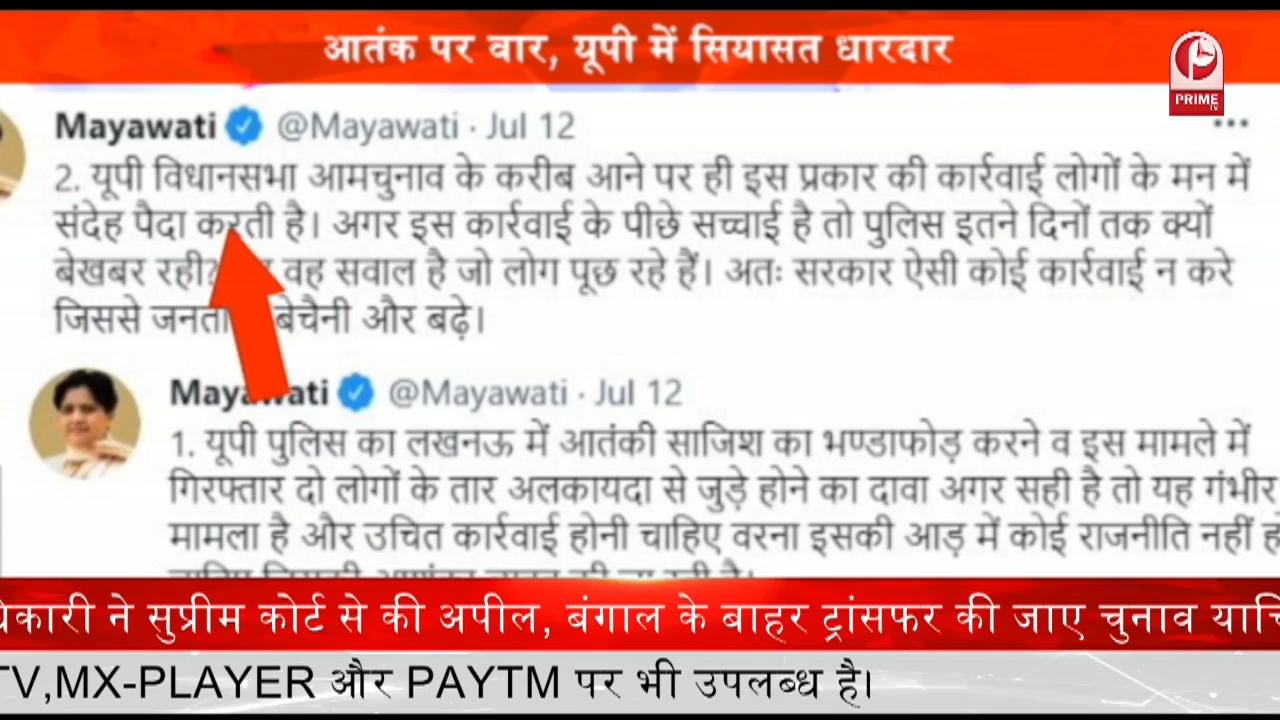 आतंक पर वार, यूपी में सियासत धारदार
PRIME
TV
Mayawati @Mayawati · Jul 12
2. यूपी विधानसभा आमचुनाव के करीब आने पर ही इस प्रकार की कार्रवाई लोगों के मन में
संदेह पैदा करती है। अगर इस कार्रवाई के पीछे सच्चाई है तो पुलिस इतने दिनों तक क्यों
बेखबर रही? वह सवाल है जो लोग पूछ रहे हैं। अतः सरकार ऐसी कोई कार्रवाई न करे
जिससे जनता बेचैनी और बढ़े।
Mayawati @Mayawati · Jul 12
1. यूपी पुलिस का लखनऊ में आतंकी साजिश का भण्डाफोड़ करने व इस मामले में
गिरफ्तार दो लोगों के तार अलकायदा से जुड़े होने का दावा अगर सही है तो यह गंभीर
मामला है और उचित कार्रवाई होनी चाहिए वरना इसकी आड़ में कोई राजनीति नहीं
ने सुप्रीम कोर्ट से की अपील, बंगाल के बाहर ट्रांसफर की जाए चुनाव
TV,MX-PLAYER और PAYTM पर भी उपलब्ध है।